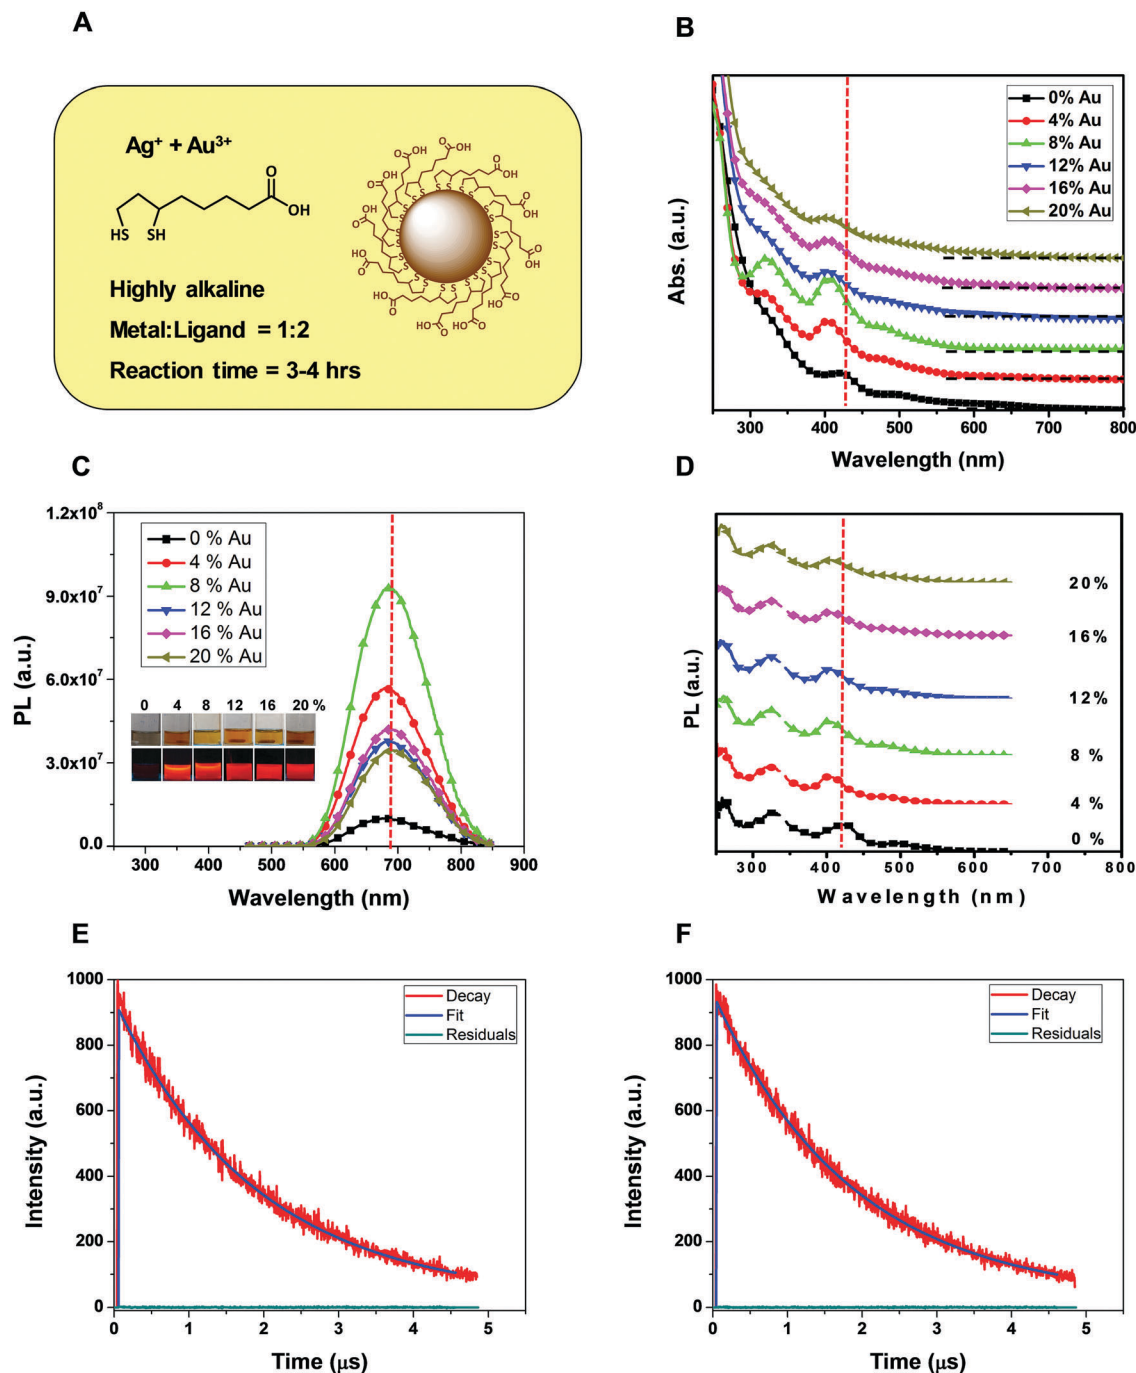 A
Ag⁺ + Au³⁺
O
OH
HS
SH
Highly alkaline
Metal:Ligand = 1:2
Reaction time = 3-4 hrs
B
0% Au
4% Au
8% Au
12% Au
16% Au
20% Au
Abs. (a.u.)
300 400 500 600 700 800
Wavelength (nm)
C
1.2x10⁸
9.0x10⁷
6.0x10⁷
3.0x10⁷
0.0
PL (a.u.)
0 % Au
4 % Au
8 % Au
12 % Au
16 % Au
20 % Au
0 4 8 12 16 20 %
300 400 500 600 700 800 900
Wavelength (nm)
D
PL (a.u.)
20%
16%
12%
8 %
4 %
0 %
300 400 500 600 700 800
Wavelength (nm)
E
1000
800
600
400
200
0
Intensity (a.u.)
Decay
Fit
Residuals
0 1 2 3 4 5
Time (μs)
F
1000
800
600
400
200
0
Intensity (a.u.)
Decay
Fit
Residuals
0 1 2 3 4 5
Time (μs)